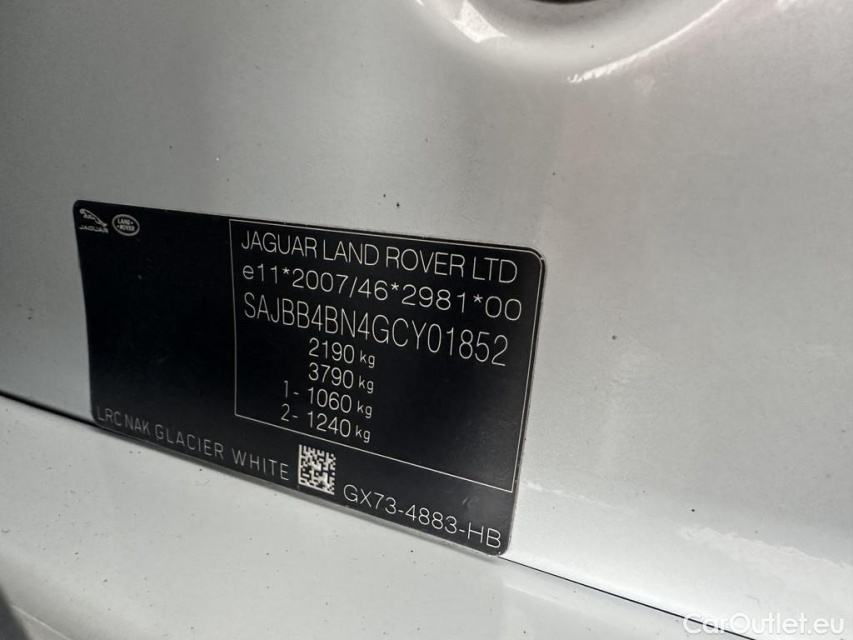 JAGUAR
LAND ROVER
JAGUAR LAND ROVER LTD
e11*2007/46*2981*00
SAJBB4BN4GCY01852
2190 kg
3790 kg
1- 1060 kg
2- 1240 kg
LRC NAK GLACIER WHITE
GX73-4883-HB
CarOutlet.eu